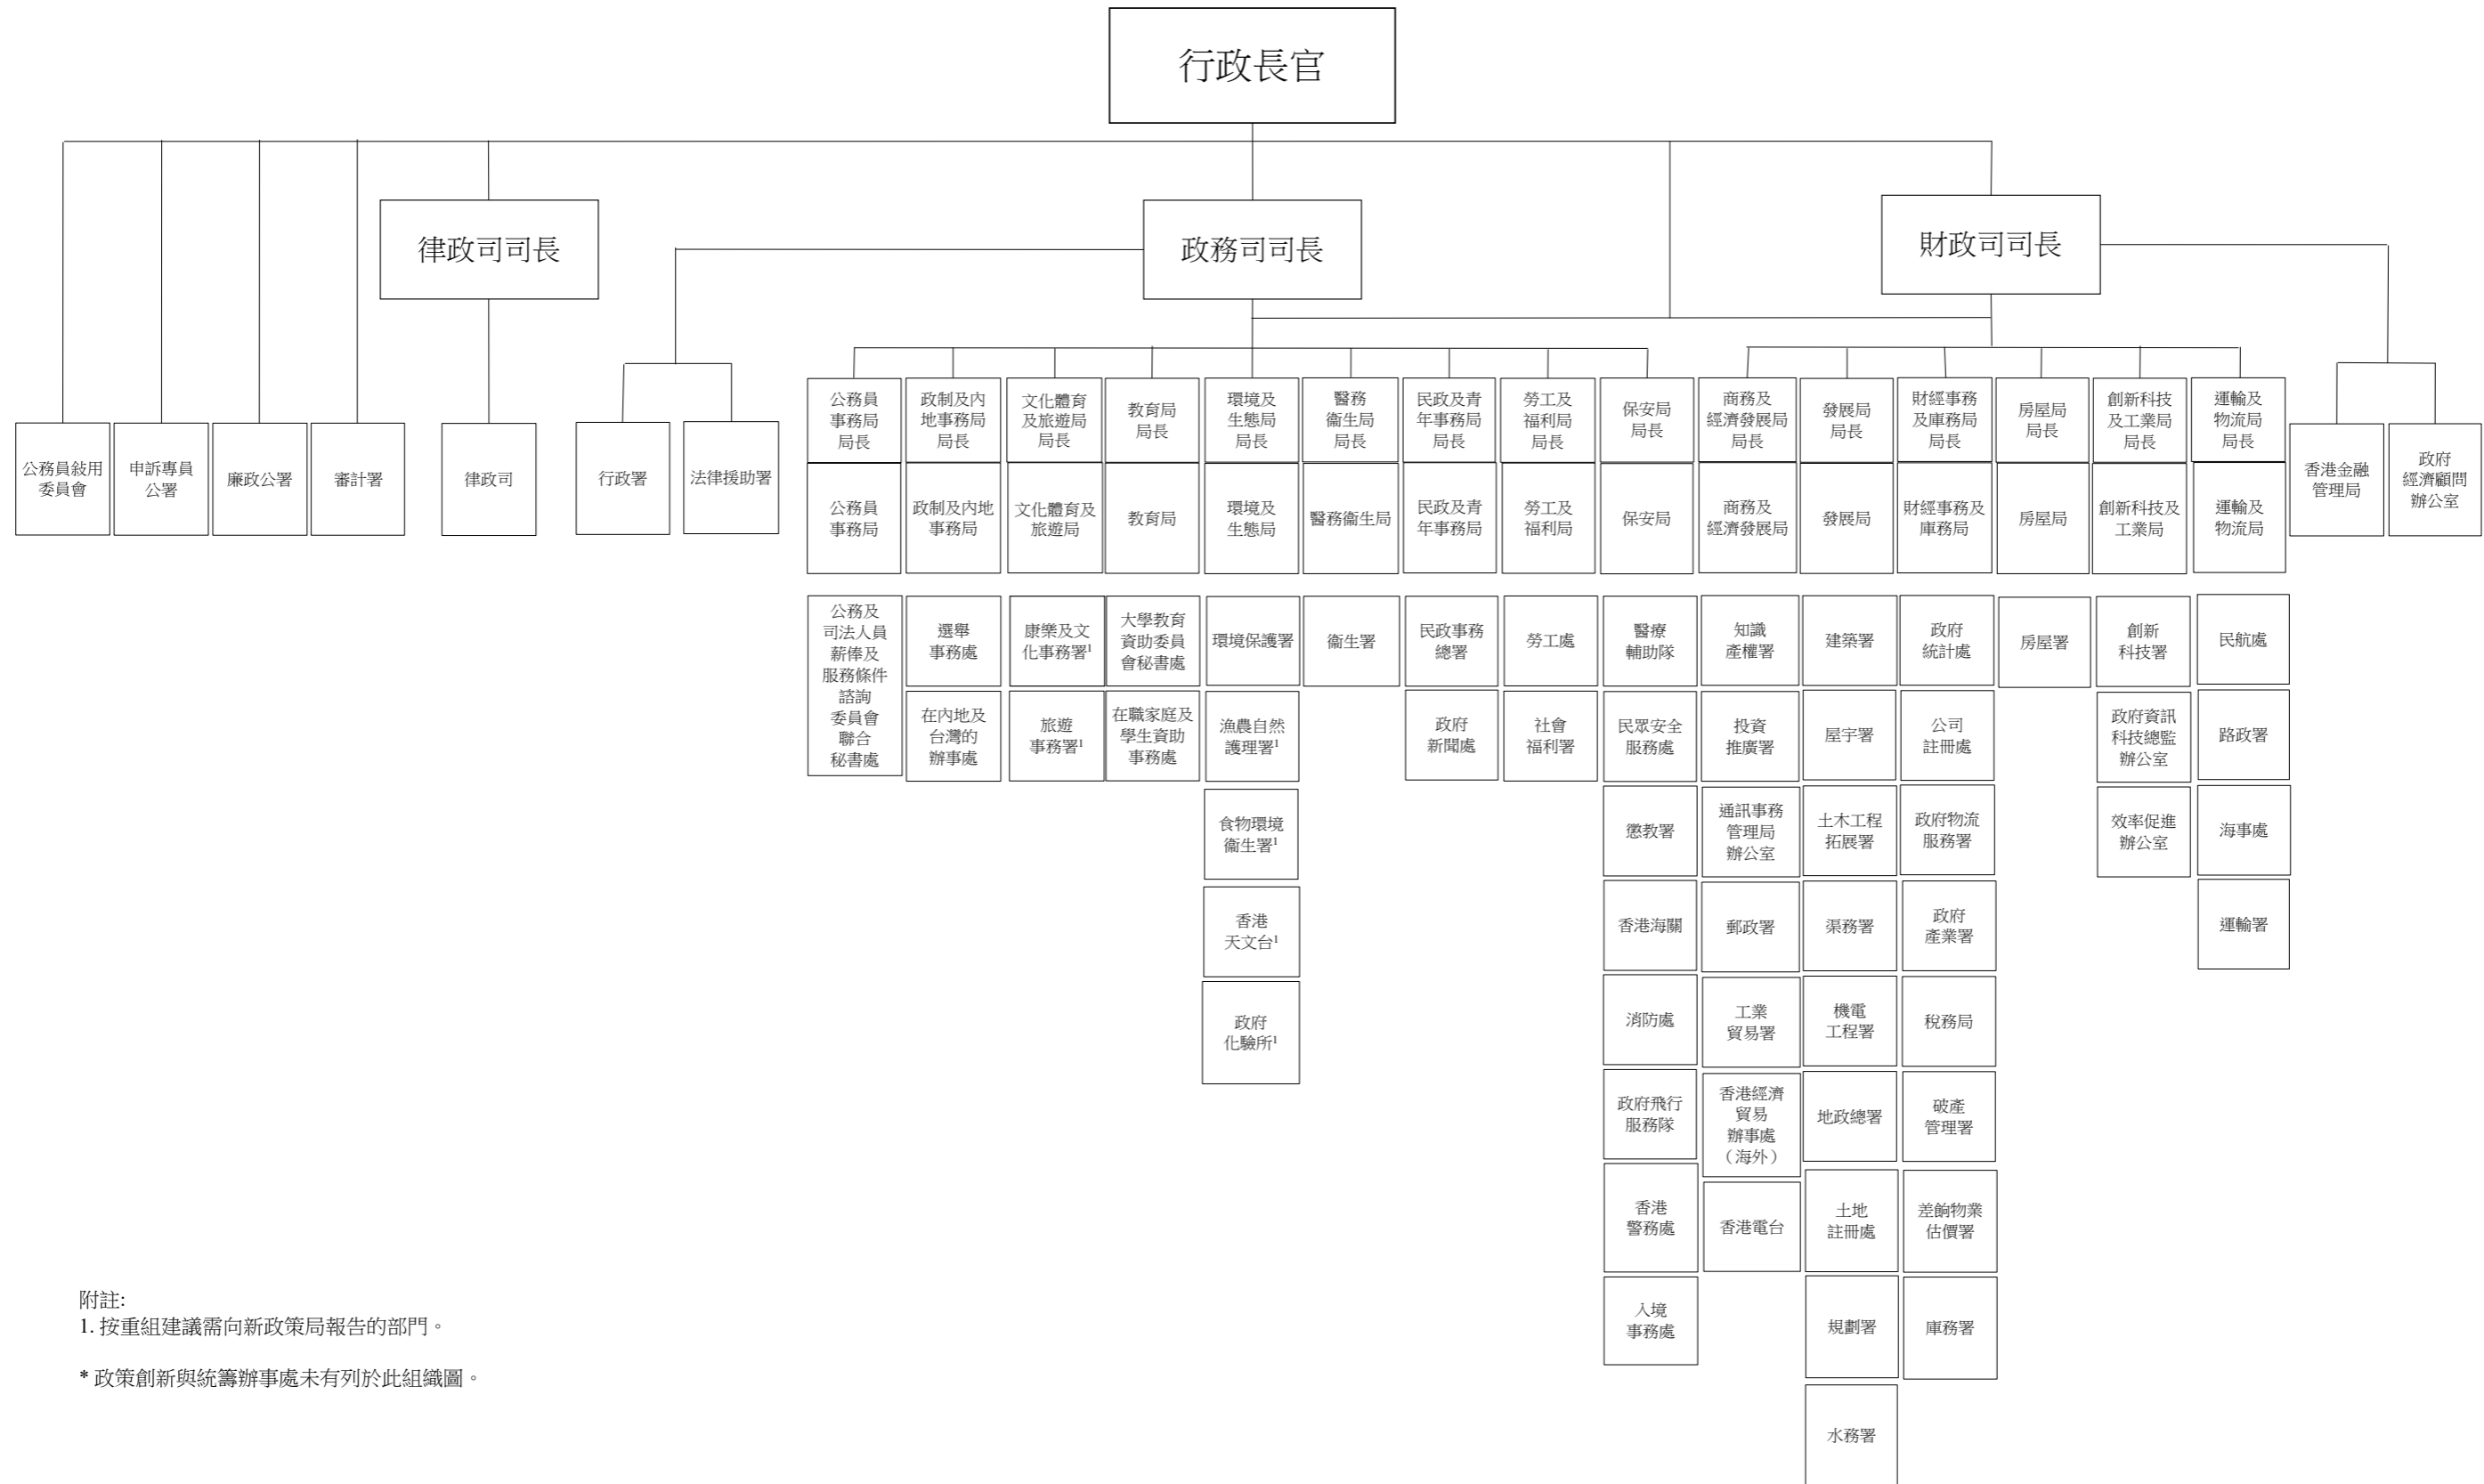 行政長官
律政司司長
政務司司長
財政司司長
公務員敍用
委員會
申訴專員
公署
廉政公署
審計署
律政司
行政署
法律援助署
公務員
事務局
局長
政制及內
地事務局
局長
文化體育
及旅遊局
局長
教育局
局長
環境及
生態局
局長
醫務
衞生局
局長
民政及青
年事務局
局長
勞工及
福利局
局長
保安局
局長
商務及
經濟發展局
局長
發展局
局長
財經事務
及庫務局
局長
房屋局
局長
創新科技
及工業局
局長
運輸及
物流局
局長
公務員
事務局
政制及內地
事務局
文化體育及
旅遊局
教育局
環境及
生態局
醫務衞生局
民政及青
年事務局
勞工及
福利局
保安局
商務及
經濟發展局
發展局
財經事務及
庫務局
房屋局
創新科技及
工業局
運輸及
物流局
香港金融
管理局
政府
經濟顧問
辦公室
公務及
司法人員
薪俸及
服務條件
諮詢
委員會
聯合
秘書處
選舉
事務處
在內地及
台灣的
辦事處
康樂及文
化事務署¹
旅遊
事務署¹
大學教育
資助委員
會秘書處
在職家庭及
學生資助
事務處
環境保護署
漁農自然
護理署¹
食物環境
衞生署¹
香港
天文台¹
政府
化驗所¹
衞生署
民政事務
總署
政府
新聞處
勞工處
社會
福利署
醫療
輔助隊
民眾安全
服務處
懲教署
香港海關
消防處
政府飛行
服務隊
香港
警務處
入境
事務處
知識
產權署
投資
推廣署
通訊事務
管理局
辦公室
郵政署
工業
貿易署
香港經濟
貿易
辦事處
（海外）
香港電台
建築署
屋宇署
土木工程
拓展署
渠務署
機電
工程署
地政總署
土地
註冊處
規劃署
水務署
政府
統計處
公司
註冊處
政府物流
服務署
政府
產業署
稅務局
破產
管理署
差餉物業
估價署
庫務署
房屋署
創新
科技署
政府資訊
科技總監
辦公室
效率促進
辦公室
民航處
路政署
海事處
運輸署
附註:
1. 按重組建議需向新政策局報告的部門。
* 政策創新與統籌辦事處未有列於此組織圖。